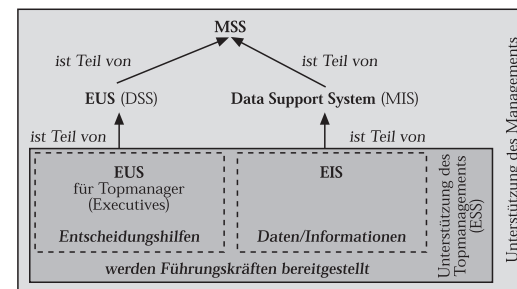 MSS
ist Teil von
ist Teil von
EUS (DSS)
Data Support System (MIS)
ist Teil von
ist Teil von
EUS
für Topmanager
(Executives)
Entscheidungshilfen
EIS
Daten/Informationen
werden Führungskräften bereitgestellt
Unterstützung des
Topmanagements
(ESS)
Unterstützung des Managements